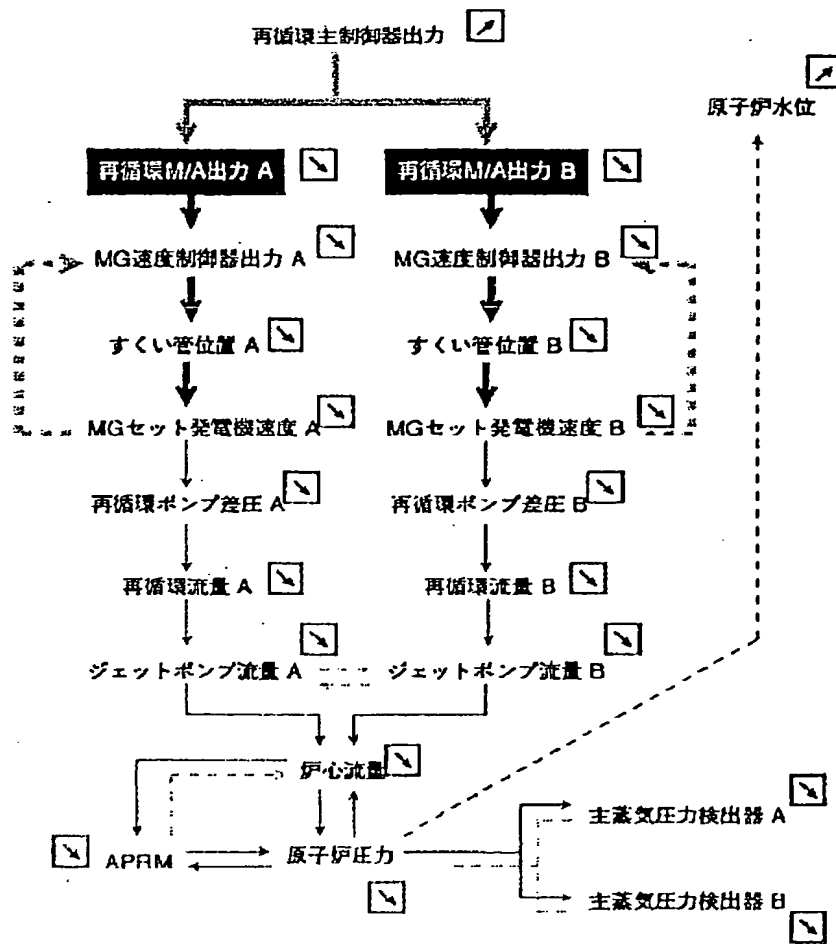 再循環主制御器出力
原子炉水位
再循環M/A出力 A
再循環M/A出力 B
MG速度制御器出力 A
MG速度制御器出力 B
すくい管位置 A
すくい管位置 B
MGセット発電機速度 A
MGセット発電機速度 B
再循環ポンプ差圧 A
再循環ポンプ差圧 B
再循環流量 A
再循環流量 B
ジェットポンプ流量 A
ジェットポンプ流量 B
炉心流量
主蒸気圧力検出器 A
APRM
原子炉圧力
主蒸気圧力検出器 B